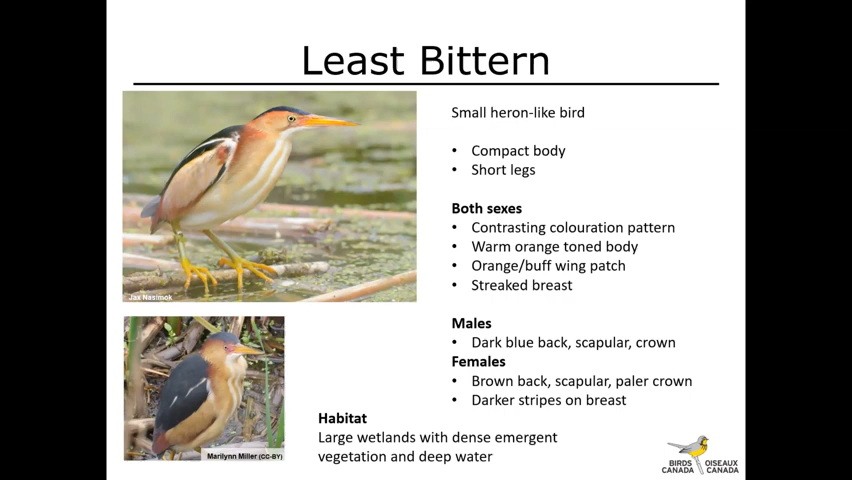 Least Bittern
Small heron-like bird
• Compact body
• Short legs
Both sexes
• Contrasting colouration pattern
• Warm orange toned body
• Orange/buff wing patch
• Streaked breast
Males
• Dark blue back, scapular, crown
Females
• Brown back, scapular, paler crown
• Darker stripes on breast
Habitat
Large wetlands with dense emergent
vegetation and deep water
Jax Nasimok
Marilynn Miller (CC-BY)
BIRDS OISEAUX
CANADA CANADA